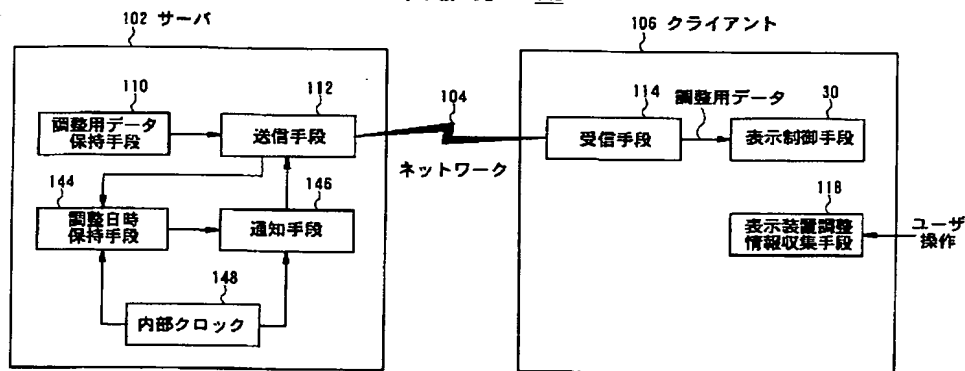 102 サーバ
106 クライアント
110
調整用データ
保持手段
112
送信手段
104
ネットワーク
114
受信手段
調整用データ
30
表示制御手段
144
調整日時
保持手段
146
通知手段
118
表示装置調整
情報収集手段
ユーザ
操作
148
内部クロック